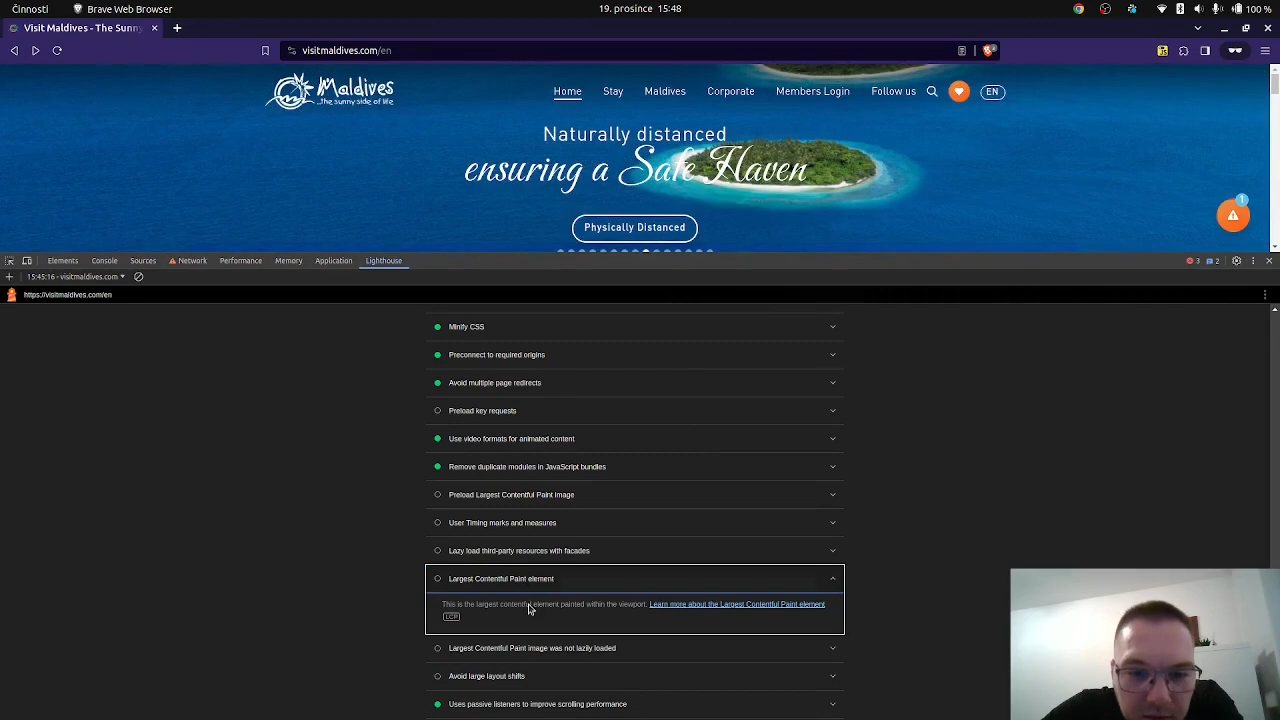 Činnosti
Brave Web Browser
19. prosince 15:48
100 %
Visit Maldives - The Sunny
visitmaldives.com/en
Maldives
...the sunny side of life
Home
Stay
Maldives
Corporate
Members Login
Follow us
EN
Naturally distanced
ensuring a Safe Haven
Physically Distanced
1
Elements
Console
Sources
Network
Performance
Memory
Application
Lighthouse
3
2
15:45:16 - visitmaldives.com
https://visitmaldives.com/en
Minify CSS
Preconnect to required origins
Avoid multiple page redirects
Preload key requests
Use video formats for animated content
Remove duplicate modules in JavaScript bundles
Preload Largest Contentful Paint image
User Timing marks and measures
Lazy load third-party resources with facades
Largest Contentful Paint element
This is the largest contentful element painted within the viewport. Learn more about the Largest Contentful Paint element
LCP
Largest Contentful Paint image was not lazily loaded
Avoid large layout shifts
Uses passive listeners to improve scrolling performance